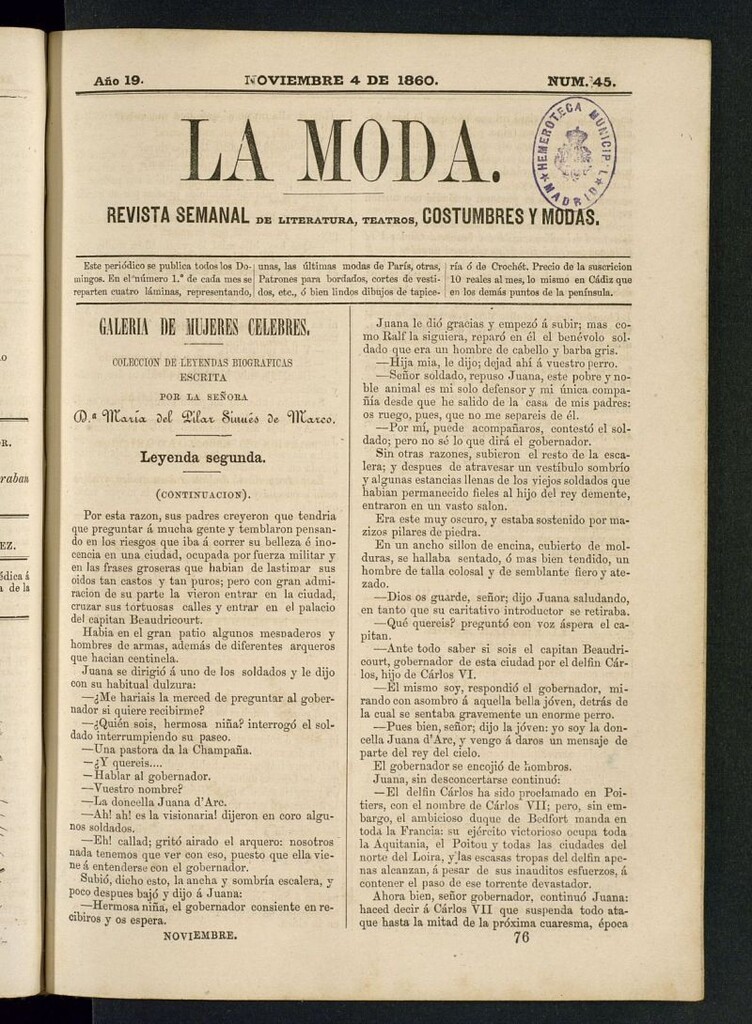 Año 19.
NOVIEMBRE 4 DE 1860.
NUM. 45.
LA MODA.
HEMEROTECA MUNICIPAL
MADRID
REVISTA SEMANAL DE LITERATURA, TEATROS, COSTUMBRES Y MODAS.
Este periódico se publica todos los Do-
mingos. En el número 1.º de cada mes se
reparten cuatro láminas, representando,
unas, las últimas modas de París, otras,
Patrones para bordados, cortes de vesti-
dos, etc., ó bien lindos dibujos de tapice-
ría ó de Crochét. Precio de la suscricion
10 reales al mes, lo mismo en Cádiz que
en los demás puntos de la península.
GALERIA DE MUJERES CELEBRES.
COLECCION DE LEYENDAS BIOGRAFICAS
ESCRITA
POR LA SEÑORA
D.ª María del Pilar Sinués de Marco.
Leyenda segunda.
(CONTINUACION).
Por esta razon, sus padres creyeron que tendria
que preguntar á mucha gente y temblaron pensan-
do en los riesgos que iba á correr su belleza é ino-
cencia en una ciudad, ocupada por fuerza militar y
en las frases groseras que habian de lastimar sus
oidos tan castos y tan puros; pero con gran admi-
racion de su parte la vieron entrar en la ciudad,
cruzar sus tortuosas calles y entrar en el palacio
del capitan Beaudricourt.
Habia en el gran patio algunos mesnaderos y
hombres de armas, además de diferentes arqueros
que hacian centinela.
Juana se dirigió á uno de los soldados y le dijo
con su habitual dulzura:
—¿Me hariais la merced de preguntar al gober-
nador si quiere recibirme?
—¿Quién sois, hermosa niña? interrogó el sol-
dado interrumpiendo su paseo.
—Una pastora da la Champaña.
—¿Y quereis....
—Hablar al gobernador.
—Vuestro nombre?
—La doncella Juana d'Arc.
—Ah! ah! es la visionaria! dijeron en coro algu-
nos soldados.
—Eh! callad; gritó airado el arquero: nosotros
nada tenemos que ver con eso, puesto que ella vie-
ne á entenderse con el gobernador.
Subió, dicho esto, la ancha y sombría escalera, y
poco despues bajó y dijo á Juana:
—Hermosa niña, el gobernador consiente en re-
cibiros y os espera.
NOVIEMBRE.
Juana le dió gracias y empezó á subir; mas co-
mo Ralf la siguiera, reparó en él el benévolo sol-
dado que era un hombre de cabello y barba gris.
—Hija mia, le dijo; dejad ahí á vuestro perro.
—Señor soldado, repuso Juana, este pobre y no-
ble animal es mi solo defensor y mi única compa-
ñía desde que he salido de la casa de mis padres:
os ruego, pues, que no me separeis de él.
—Por mí, puede acompañaros, contestó el sol-
dado; pero no sé lo que dirá el gobernador.
Sin otras razones, subieron el resto de la esca-
lera; y despues de atravesar un vestíbulo sombrío
y algunas estancias llenas de los viejos soldados que
habian permanecido fieles al hijo del rey demente,
entraron en un vasto salon.
Era este muy oscuro, y estaba sostenido por ma-
zizos pilares de piedra.
En un ancho sillon de encina, cubierto de mol-
duras, se hallaba sentado, ó mas bien tendido, un
hombre de talla colosal y de semblante fiero y ate-
zado.
—Dios os guarde, señor; dijo Juana saludando,
en tanto que su caritativo introductor se retiraba.
—Qué quereis? preguntó con voz áspera el ca-
pitan.
—Ante todo saber si sois el capitan Beaudri-
court, gobernador de esta ciudad por el delfin Cár-
los, hijo de Cárlos VI.
—El mismo soy, respondió el gobernador, mi-
rando con asombro á aquella bella jóven, detrás de
la cual se sentaba gravemente un enorme perro.
—Pues bien, señor; dijo la jóven: yo soy la don-
cella Juana d'Arc, y vengo á daros un mensaje de
parte del rey del cielo.
El gobernador se encojió de hombros.
Juana, sin desconcertarse continuó:
—El delfin Cárlos ha sido proclamado en Poi-
tiers, con el nombre de Cárlos VII; pero, sin em-
bargo, el ambicioso duque de Bedfort manda en
toda la Francia: su ejército victorioso ocupa toda
la Aquitania, el Poitou y todas las ciudades del
norte del Loira, y las escasas tropas del delfin ape-
nas alcanzan, á pesar de sus inauditos esfuerzos, á
contener el paso de ese torrente devastador.
Ahora bien, señor gobernador, continuó Juana:
haced decir á Cárlos VII que suspenda todo ata-
que hasta la mitad de la próxima cuaresma, época
76
R.
raban
EZ.
édica á
de la